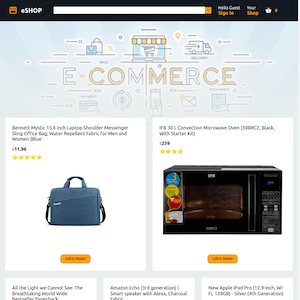 eSHOP
Hello Guest
Sign In
Your
Shop
0
SALE
DELIVERY
E-COMMERCE
Bennett Mystic 15.6 inch Laptop Shoulder Messenger
Sling Office Bag, Water Repellent Fabric for Men and
Women (Blue
£11.96
IFB 30 L Convection Microwave Oven (30BRC2, Black,
With Starter Kit)
£239
IFB
All the Light we Cannot See: The
Breathtaking World Wide
Bestseller Paperback
Amazon Echo (3rd generation) |
Smart speaker with Alexa, Charcoal
Fabric
New Apple iPad Pro (12.9 inch, Wi-
Fi, 128GB) - Silver (4th Generation)